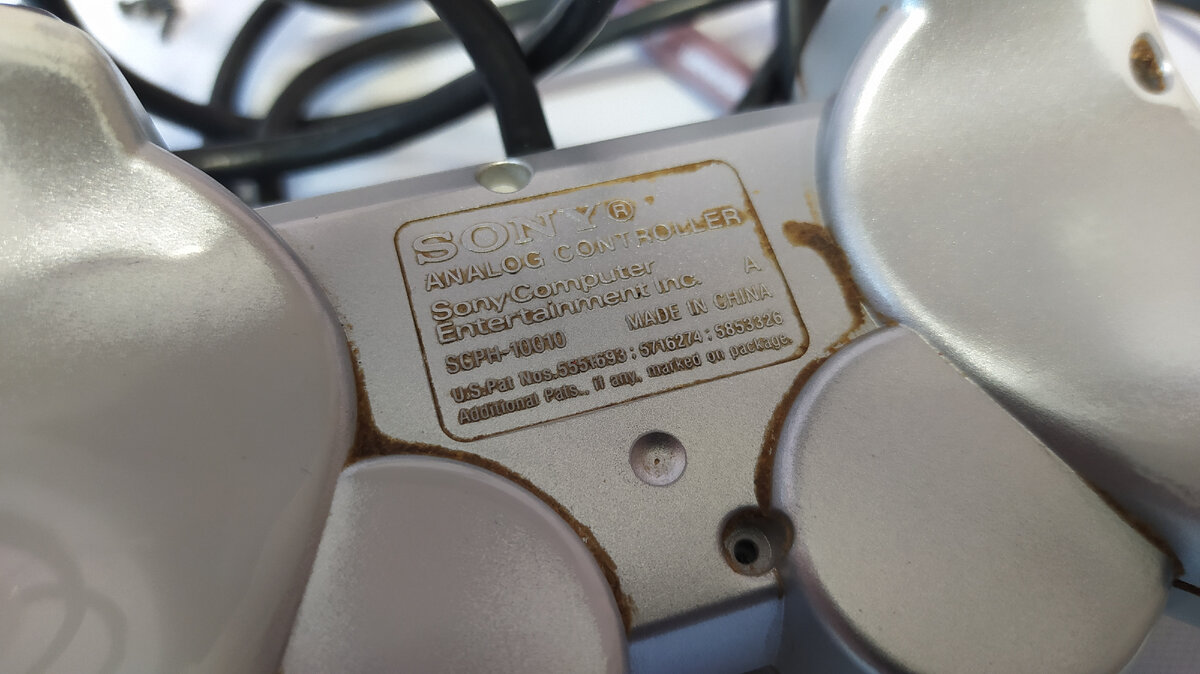 SONY®
ANALOG CONTROLLER
Sony Computer A
Entertainment Inc.
SCPH-10010 MADE IN CHINA
U.S.Pat Nos.5551693 ; 5716274 ; 5853326
Additional Pats., if any, marked on package.